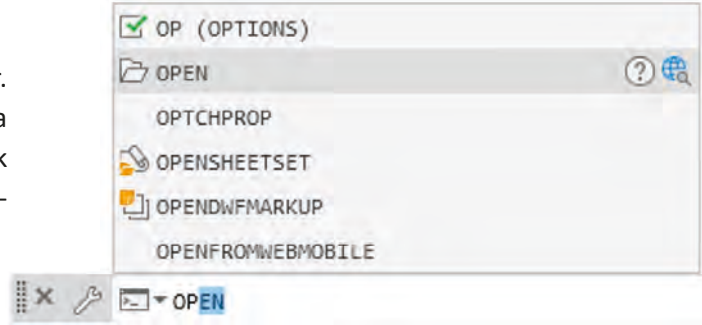 OP (OPTIONS)
OPEN
OPTCHPROP
OPENSHEETSET
OPENDWFMARKUP
OPENFROMWEBMOBILE
OPEN